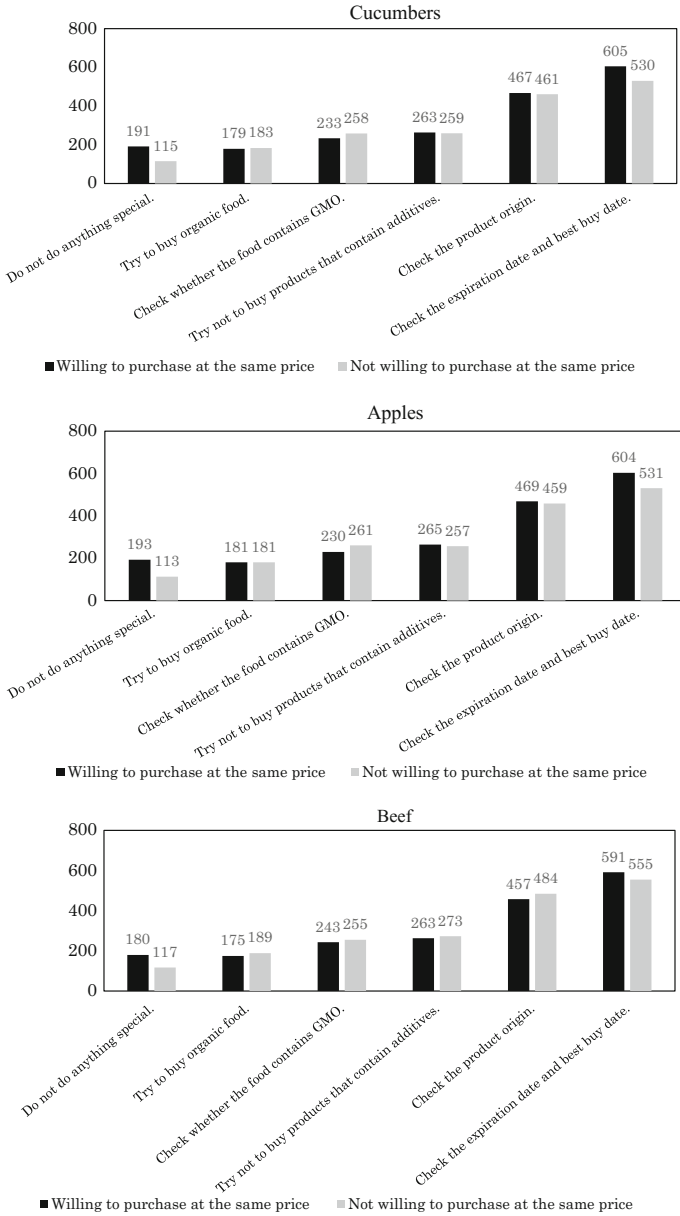 Cucumbers
800
600
400
200
0
191
115
179 183
233 258
263 259
467 461
605
530
Do not do anything special.
Try to buy organic food.
Check whether the food contains GMO.
Try not to buy products that contain additives.
Check the product origin.
Check the expiration date and best buy date.
Willing to purchase at the same price Not willing to purchase at the same price
Apples
800
600
400
200
0
193
113
181 181
230 261
265 257
469 459
604
531
Do not do anything special.
Try to buy organic food.
Check whether the food contains GMO.
Try not to buy products that contain additives.
Check the product origin.
Check the expiration date and best buy date.
Willing to purchase at the same price Not willing to purchase at the same price
Beef
800
600
400
200
0
180
117
175 189
243 255
263 273
457 484
591 555
Do not do anything special.
Try to buy organic food.
Check whether the food contains GMO.
Try not to buy products that contain additives.
Check the product origin.
Check the expiration date and best buy date.
Willing to purchase at the same price Not willing to purchase at the same price